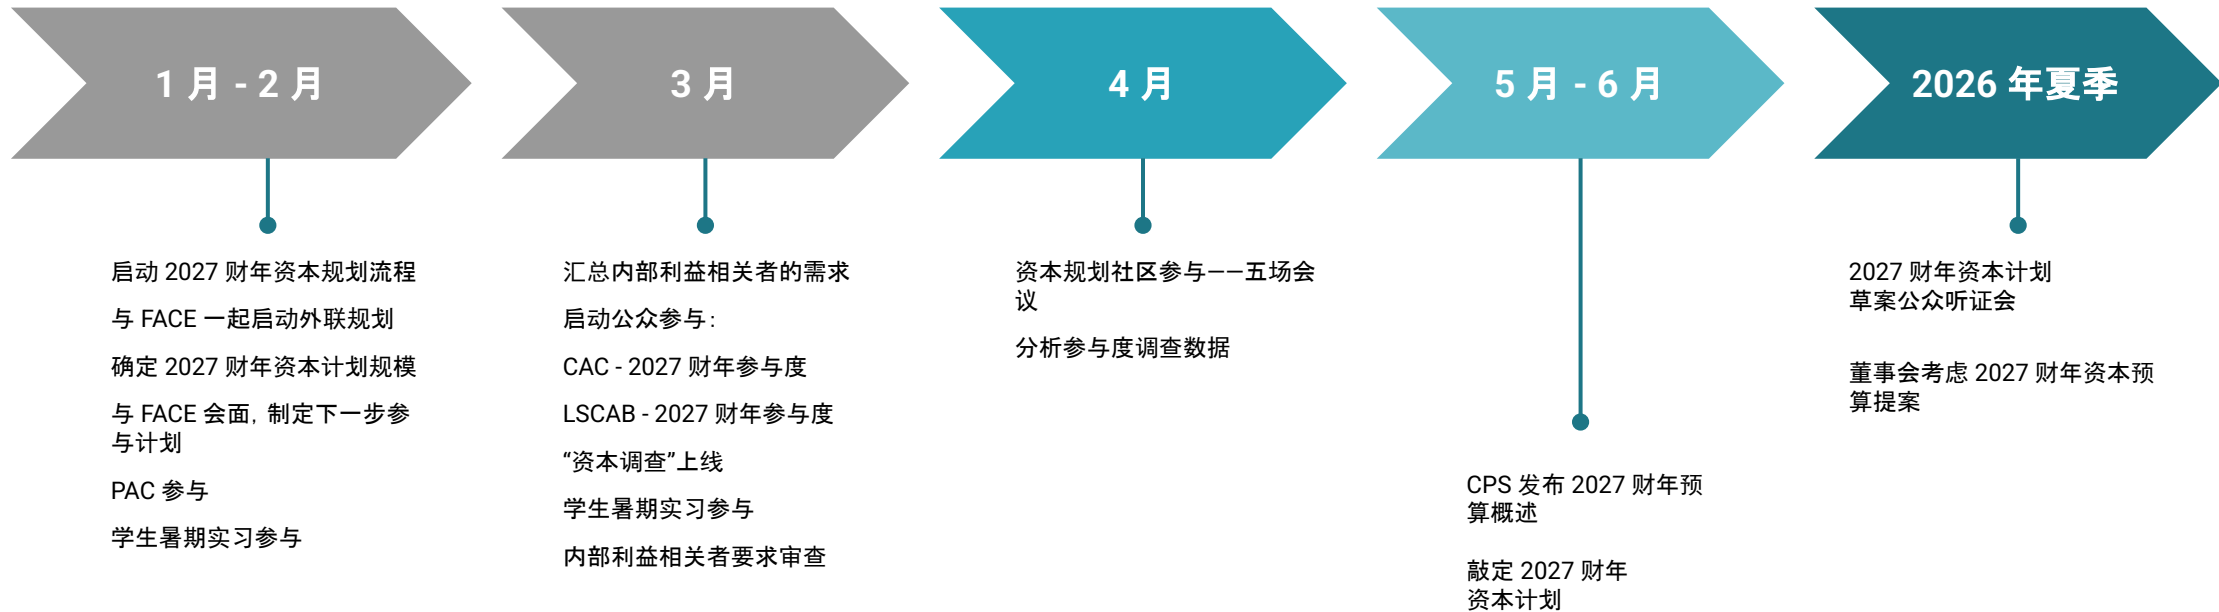 1 月 - 2 月
启动 2027 财年资本规划流程
与 FACE 一起启动外联规划
确定 2027 财年资本计划规模
与 FACE 会面，制定下一步参
与计划
PAC 参与
学生暑期实习参与
3 月
汇总内部利益相关者的需求
启动公众参与：
CAC - 2027 财年参与度
LSCAB - 2027 财年参与度
“资本调查”上线
学生暑期实习参与
内部利益相关者要求审查
4 月
资本规划社区参与——五场会
议
分析参与度调查数据
5 月 - 6 月
CPS 发布 2027 财年预
算概述
敲定 2027 财年
资本计划
2026 年夏季
2027 财年资本计划
草案公众听证会
董事会考虑 2027 财年资本预
算提案